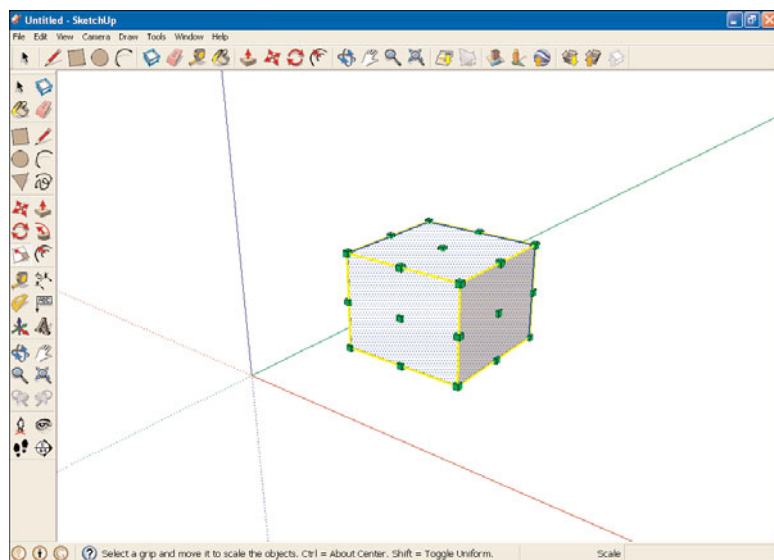 Untitled - SketchUp
File Edit View Camera Draw Tools Window Help
Select a grip and move it to scale the objects. Ctrl = About Center. Shift = Toggle Uniform. Scale